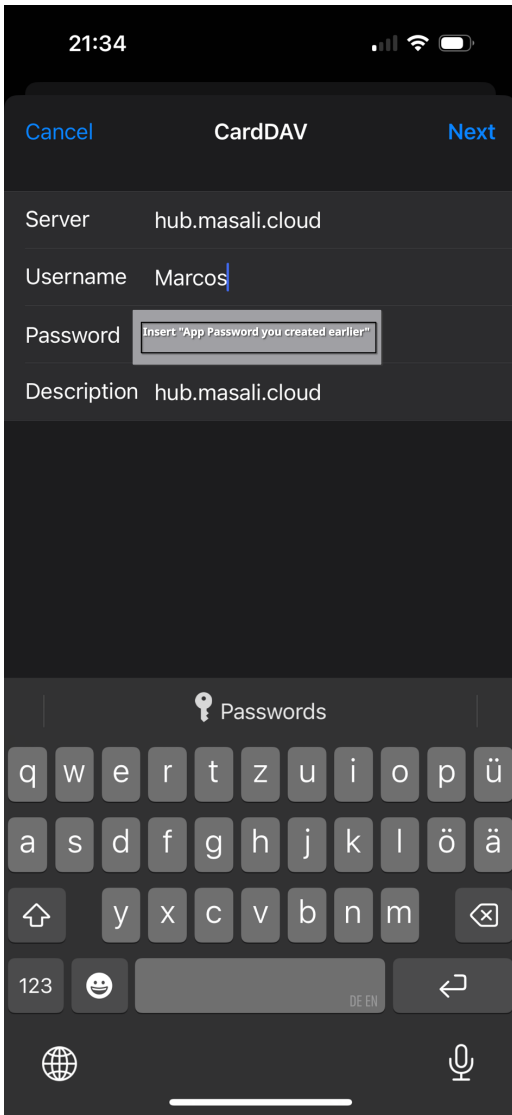 21:34
Cancel CardDAV Next
Server hub.masali.cloud
Username Marcos
Password Insert "App Password you created earlier"
Description hub.masali.cloud
Passwords
q w e r t z u i o p ü
a s d f g h j k l ö ä
y x c v b n m
123 DE EN